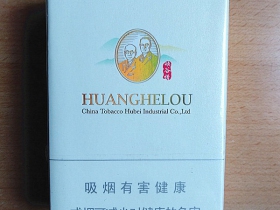 HUANGHELOU
China Tobacco Hubei Industrial Co.,Ltd
吸烟有害健康